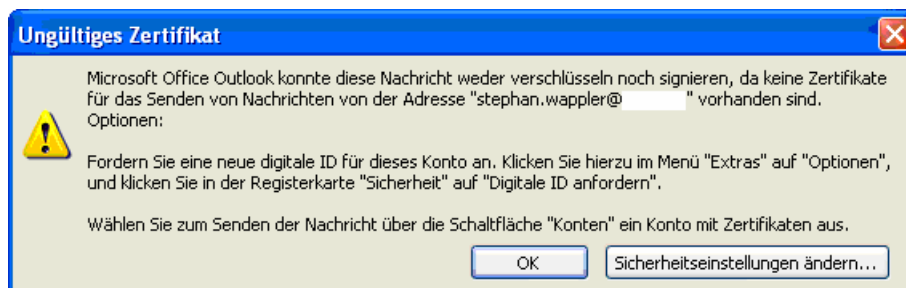 Ungültiges Zertifikat
Microsoft Office Outlook konnte diese Nachricht weder verschlüsseln noch signieren, da keine Zertifikate
für das Senden von Nachrichten von der Adresse "stephan.wappler@ " vorhanden sind.
Optionen:
Fordern Sie eine neue digitale ID für dieses Konto an. Klicken Sie hierzu im Menü "Extras" auf "Optionen",
und klicken Sie in der Registerkarte "Sicherheit" auf "Digitale ID anfordern".
Wählen Sie zum Senden der Nachricht über die Schaltfläche "Konten" ein Konto mit Zertifikaten aus.
OK
Sicherheitseinstellungen ändern...